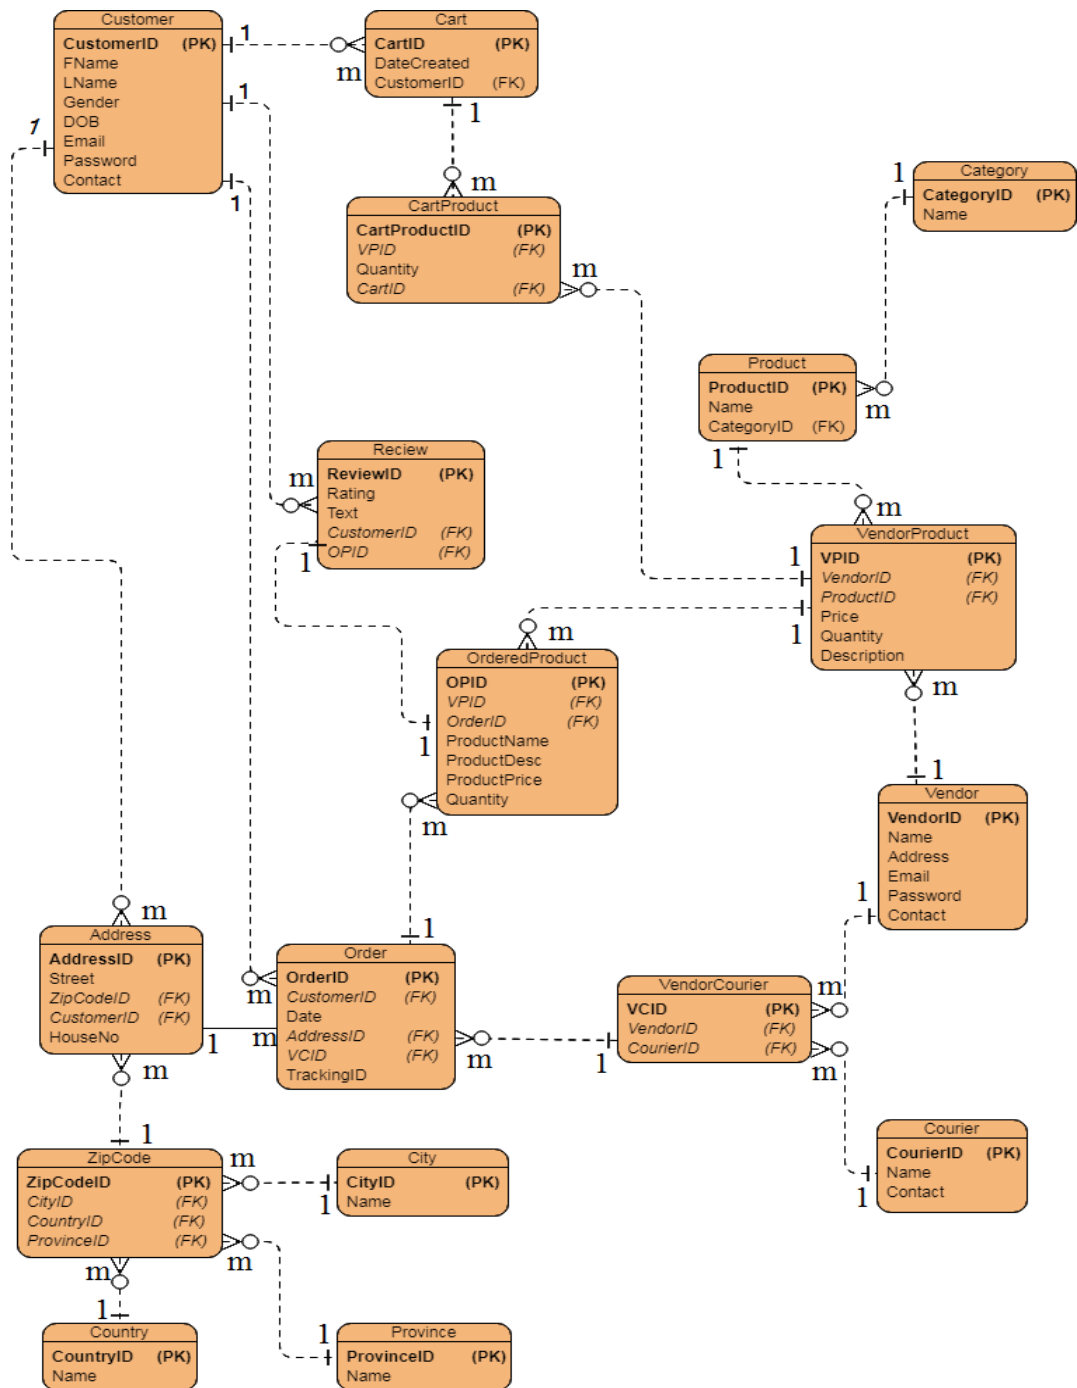 Customer
CustomerID (PK)
FName
LName
Gender
DOB
Email
Password
Contact
1
1
1
1
Cart
CartID (PK)
DateCreated
CustomerID (FK)
m
1
m
CartProduct
CartProductID (PK)
VPID (FK)
Quantity
CartID (FK)
m
1
Category
CategoryID (PK)
Name
Product
ProductID (PK)
Name
CategoryID (FK)
m
1
m
Reciew
ReviewID (PK)
Rating
Text
CustomerID (FK)
OPID (FK)
m
1
VendorProduct
VPID (PK)
VendorID (FK)
ProductID (FK)
Price
Quantity
Description
1
1
m
m
OrderedProduct
OPID (PK)
VPID (FK)
OrderID (FK)
ProductName
ProductDesc
ProductPrice
Quantity
1
m
1
Vendor
VendorID (PK)
Name
Address
Email
Password
Contact
1
m
Address
AddressID (PK)
Street
ZipCodeID (FK)
CustomerID (FK)
HouseNo
1
m
1
Order
OrderID (PK)
CustomerID (FK)
Date
AddressID (FK)
VCID (FK)
TrackingID
m
m
m
VendorCourier
VCID (PK)
VendorID (FK)
CourierID (FK)
1
m
m
Courier
CourierID (PK)
Name
Contact
1
1
ZipCode
ZipCodeID (PK)
CityID (FK)
CountryID (FK)
ProvinceID (FK)
m
m
m
City
CityID (PK)
Name
1
1
Country
CountryID (PK)
Name
1
Province
ProvinceID (PK)
Name